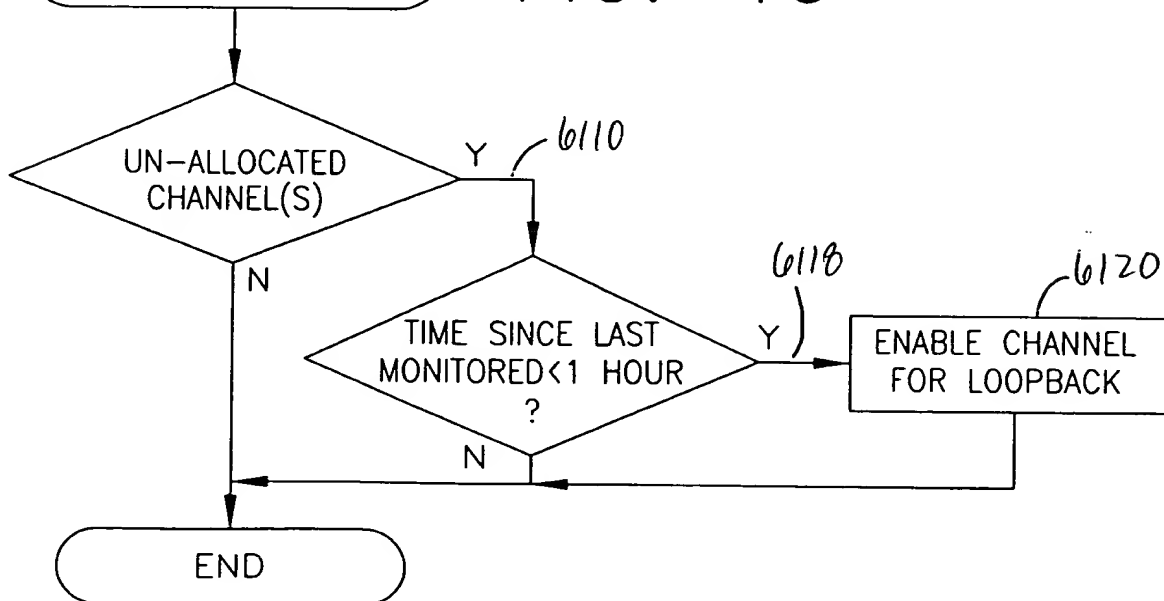 UN-ALLOCATED
CHANNEL(S)
Y
6110
N
TIME SINCE LAST
MONITORED<1 HOUR
?
Y
6118
6120
ENABLE CHANNEL
FOR LOOPBACK
N
END